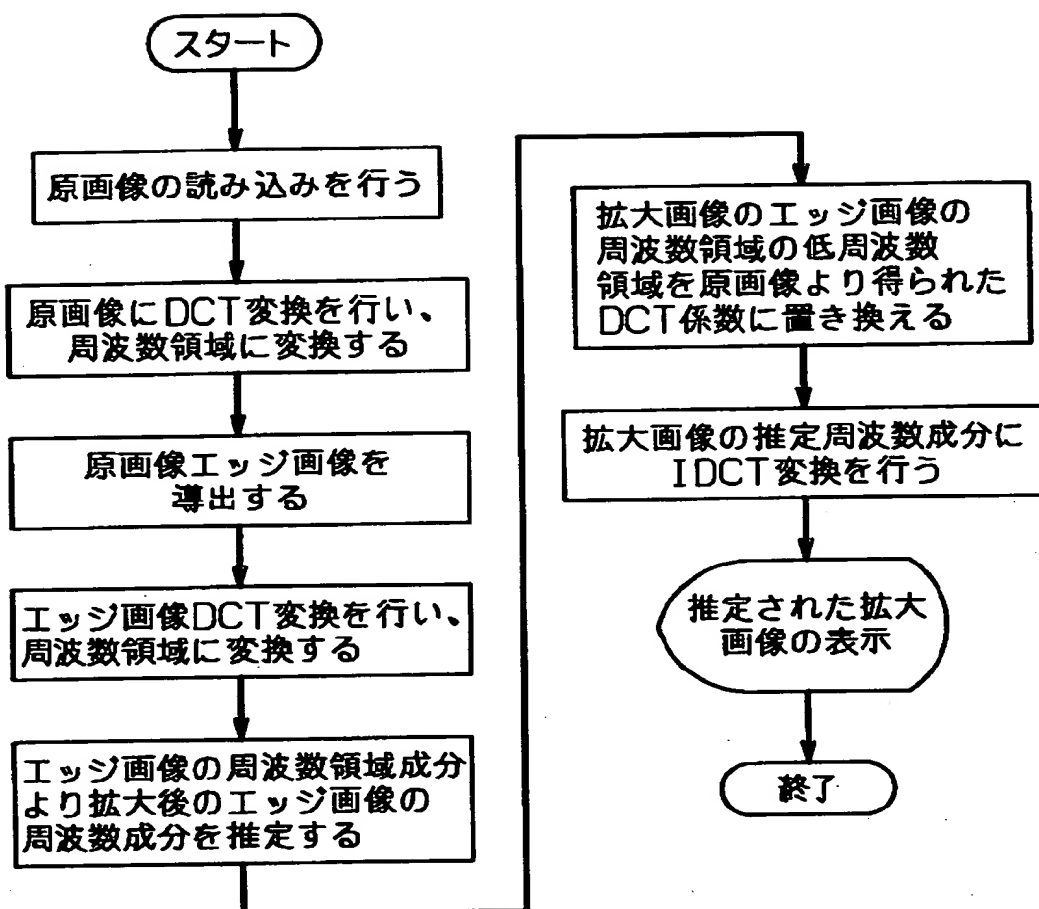 スタート
原画像の読み込みを行う
原画像にDCT変換を行い、
周波数領域に変換する
原画像エッジ画像を
導出する
エッジ画像DCT変換を行い、
周波数領域に変換する
エッジ画像の周波数領域成分
より拡大後のエッジ画像の
周波数成分を推定する
拡大画像のエッジ画像の
周波数領域の低周波数
領域を原画像より得られた
DCT係数に置き換える
拡大画像の推定周波数成分に
IDCT変換を行う
推定された拡大
画像の表示
終了